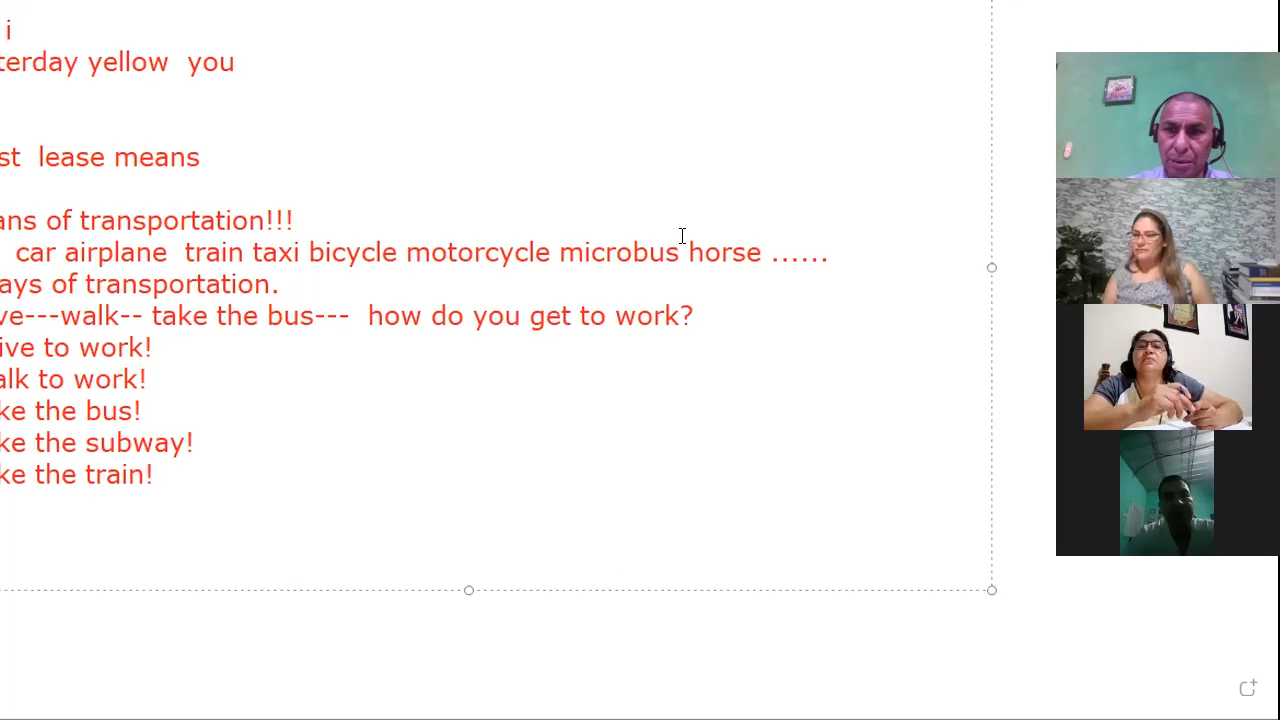 i
terday yellow  you
st  lease means
ans of transportation!!!
car airplane  train taxi bicycle motorcycle microbus horse ......
ays of transportation.
ve---walk-- take the bus---  how do you get to work?
ive to work!
alk to work!
ke the bus!
ke the subway!
ke the train!